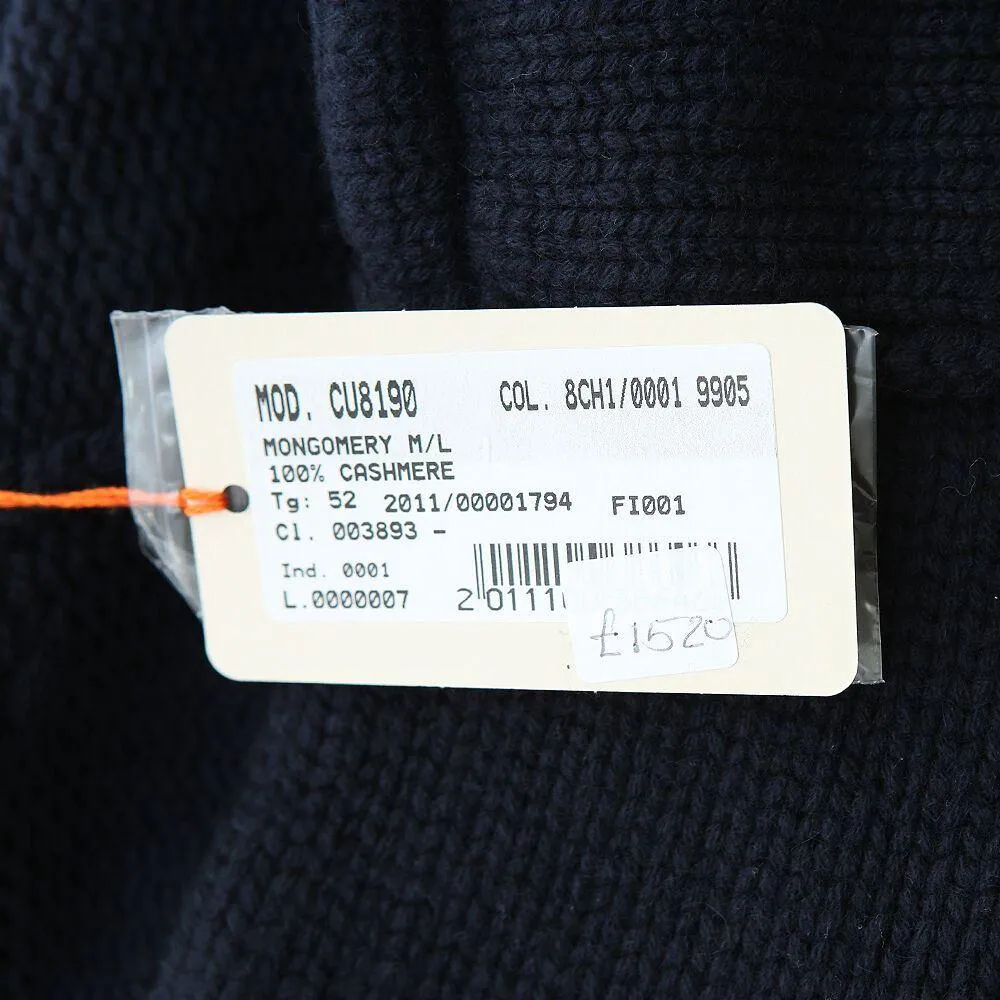 MOD. CU8190 COL. 8CH1/0001 9905
MONGOMERY M/L
100% CASHMERE
Tg: 52 2011/00001794 FI001
Cl. 003893 -
Ind. 0001
L.0000007
£1520